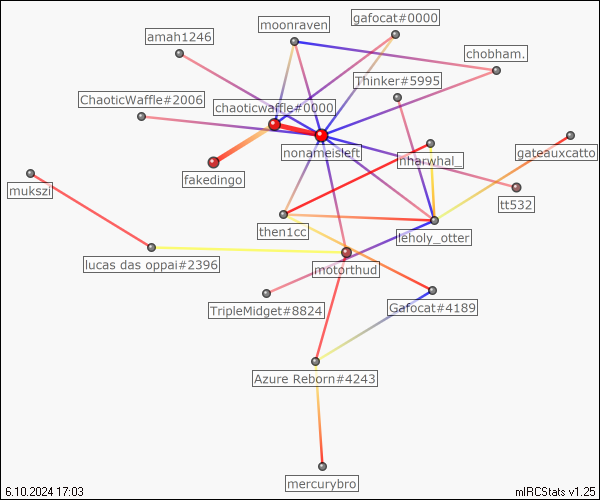 moonraven
gafocat#0000
amah1246
chobham.
Thinker#5995
ChaoticWaffle#2006
chaoticwaffle#0000
nonameisleft
nharwhal_
gateauxcatto
fakedingo
mukszi
tt532
then1cc
leholy_otter
lucas das oppai#2396
motorthud
TripleMidget#8824
Gafocat#4189
Azure Reborn#4243
mercurybro
6.10.2024 17:03
mIRCStats v1.25